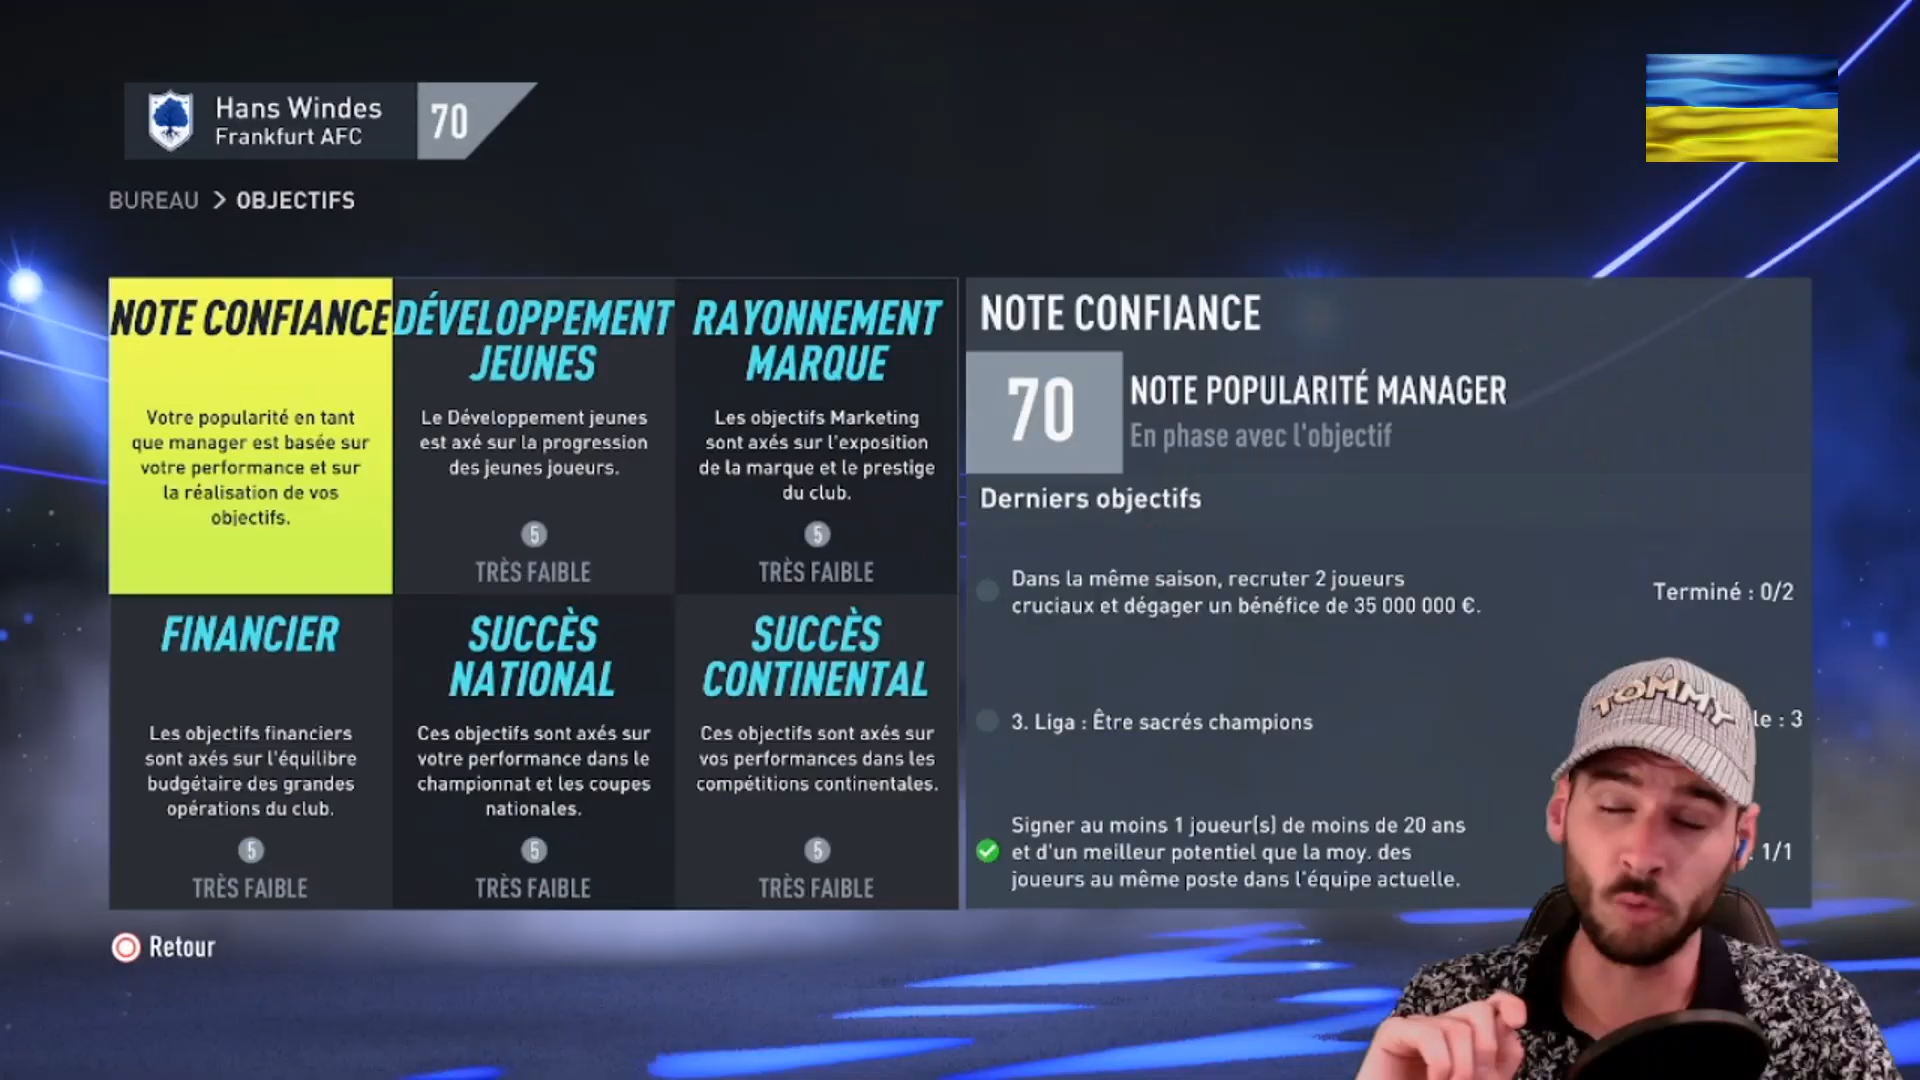 Hans Windes
Frankfurt AFC
70
BUREAU > OBJECTIFS
NOTE CONFIANCE
Votre popularité en tant
que manager est basée sur
votre performance et sur
la réalisation de vos
objectifs.
DÉVELOPPEMENT
JEUNES
Le Développement jeunes
est axé sur la progression
des jeunes joueurs.
5
TRÈS FAIBLE
RAYONNEMENT
MARQUE
Les objectifs Marketing
sont axés sur l'exposition
de la marque et le prestige
du club.
5
TRÈS FAIBLE
FINANCIER
Les objectifs financiers
sont axés sur l'équilibre
budgétaire des grandes
opérations du club.
5
TRÈS FAIBLE
SUCCÈS
NATIONAL
Ces objectifs sont axés sur
votre performance dans le
championnat et les coupes
nationales.
5
TRÈS FAIBLE
SUCCÈS
CONTINENTAL
Ces objectifs sont axés sur
vos performances dans les
compétitions continentales.
5
TRÈS FAIBLE
NOTE CONFIANCE
70
NOTE POPULARITÉ MANAGER
En phase avec l'objectif
Derniers objectifs
Dans la même saison, recruter 2 joueurs
cruciaux et dégager un bénéfice de 35 000 000 €.
Terminé : 0/2
3. Liga : Être sacrés champions
le : 3
Signer au moins 1 joueur(s) de moins de 20 ans
et d'un meilleur potentiel que la moy. des
joueurs au même poste dans l'équipe actuelle.
1/1
TOMMY
Retour